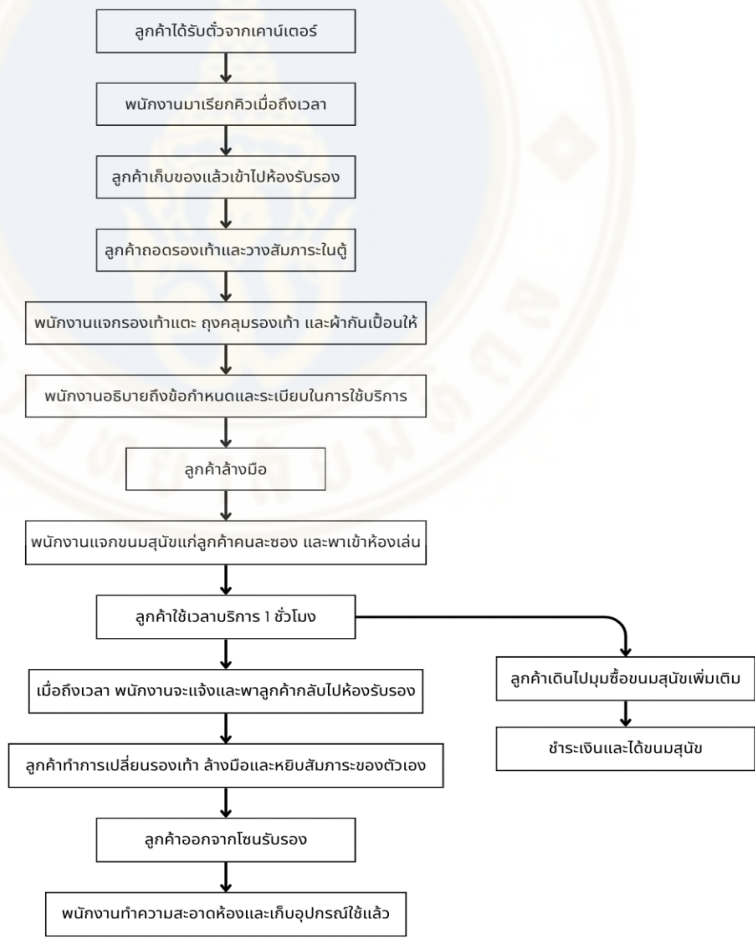 ลูกค้าได้รับตั๋วจากเคาน์เตอร์
พนักงานมาเรียกคิวเมื่อถึงเวลา
ลูกค้าเก็บของแล้วเข้าไปห้องรับรอง
ลูกค้าถอดรองเท้าและวางสัมภาระในตู้
พนักงานแจกรองเท้าแตะ ถุงคลุมรองเท้า และผ้ากันเปื้อนให้
พนักงานอธิบายถึงข้อกำหนดและระเบียบในการใช้บริการ
ลูกค้าล้างมือ
พนักงานแจกขนมสุนัขแก่ลูกค้าคนละซอง และพาเข้าห้องเล่น
ลูกค้าใช้เวลาบริการ 1 ชั่วโมง
เมื่อถึงเวลา พนักงานจะแจ้งและพาลูกค้ากลับไปห้องรับรอง
ลูกค้าทำการเปลี่ยนรองเท้า ล้างมือและหยิบสัมภาระของตัวเอง
ลูกค้าออกจากโซนรับรอง
พนักงานทำความสะอาดห้องและเก็บอุปกรณ์ใช้แล้ว
ลูกค้าเดินไปมุมซื้อขนมสุนัขเพิ่มเติม
ชำระเงินและได้ขนมสุนัข